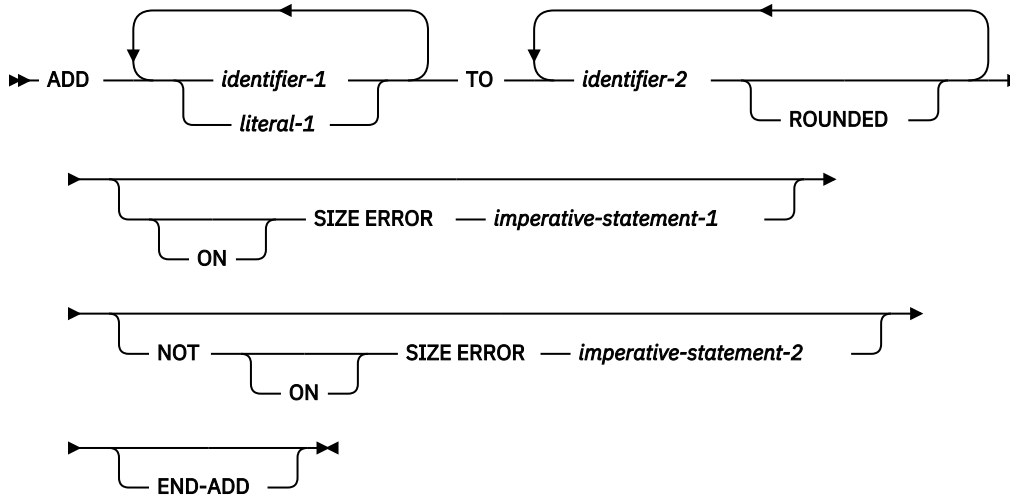 ADD identifier-1 TO identifier-2
literal-1 ROUNDED
SIZE ERROR imperative-statement-1
ON
NOT SIZE ERROR imperative-statement-2
ON
END-ADD